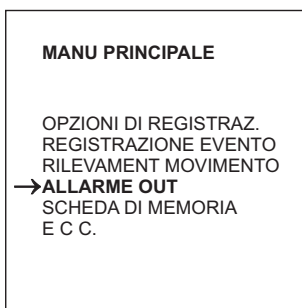 MANU PRINCIPALE
OPZIONI DI REGISTRAZ.
REGISTRAZIONE EVENTO
RILEVAMENT MOVIMENTO
→ALLARME OUT
SCHEDA DI MEMORIA
E C C.